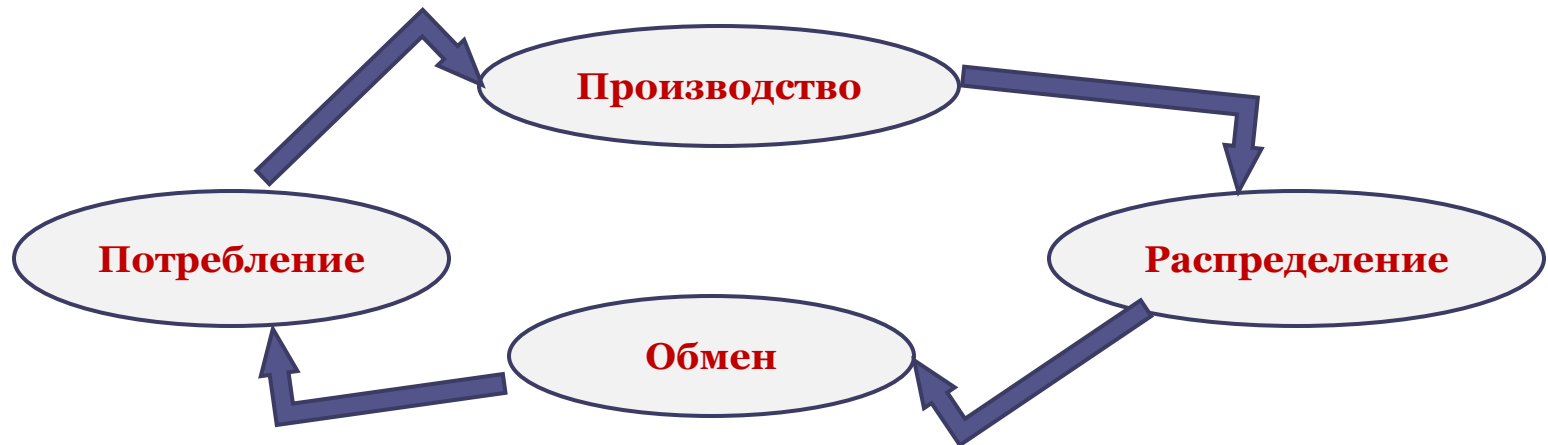 Производство
Потребление
Распределение
Обмен